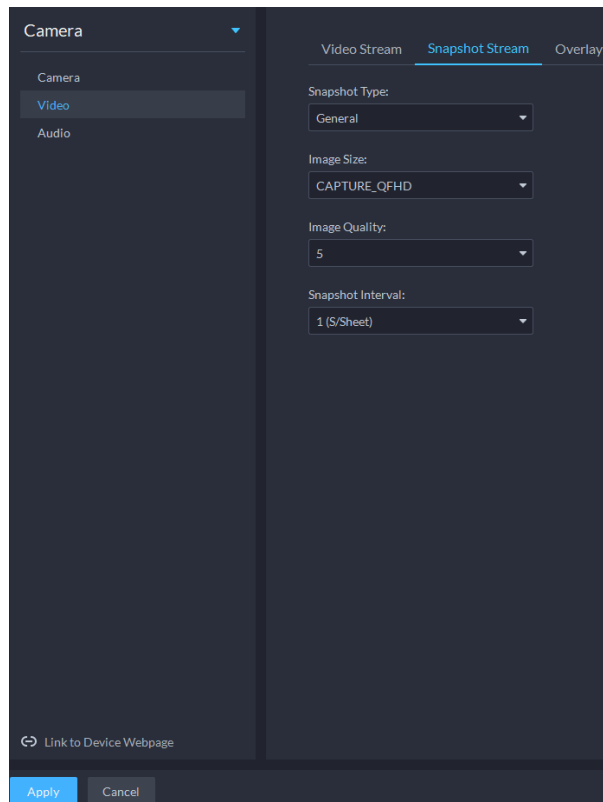 Camera
Camera
Video
Audio
Link to Device Webpage
Video Stream Snapshot Stream Overlay
Snapshot Type:
General
Image Size:
CAPTURE_QFHD
Image Quality:
5
Snapshot Interval:
1 (S/Sheet)
Apply Cancel